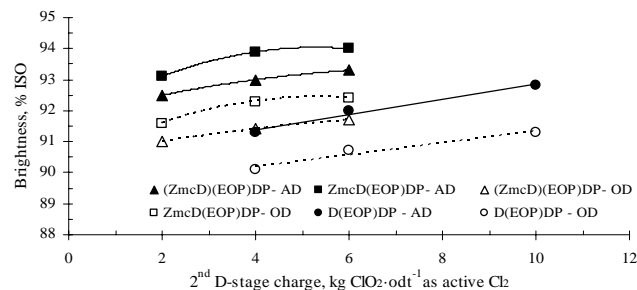 95
94
93
92
91
90
89
88
Brightness, % ISO
(ZmcD)(EOP)DP - AD ZmcD(EOP)DP - AD (ZmcD)(EOP)DP - OD
ZmcD(EOP)DP - OD D(EOP)DP - AD D(EOP)DP - OD
0 2 4 6 8 10 12
2nd D-stage charge, kg ClO2·odt-1 as active Cl2